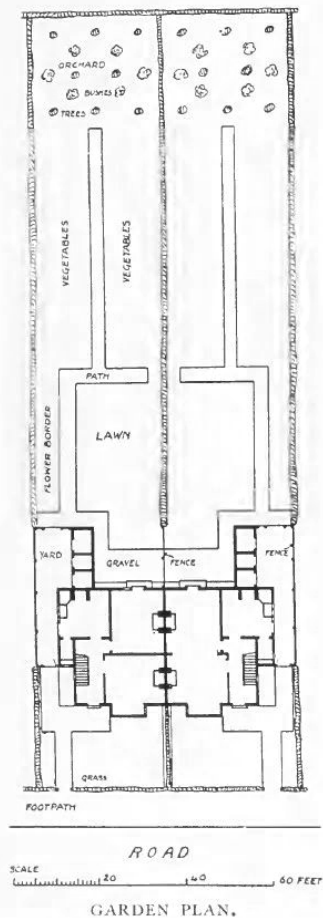 ORCHARD
BUSHES
TREES
VEGETABLES
VEGETABLES
PATH
FLOWER BORDER
LAWN
YARD
GRAVEL
FENCE
FENCE
GRASS
FOOTPATH
ROAD
SCALE
20 40 60 FEET
GARDEN PLAN.